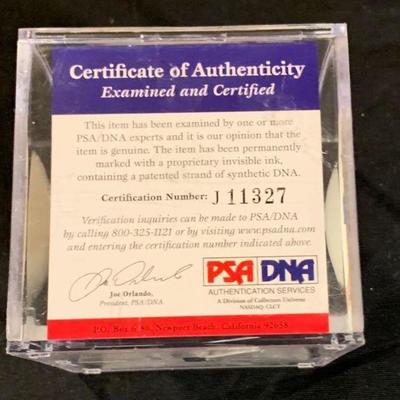 Certificate of Authenticity
Examined and Certified
This item has been examined by one or more
PSA/DNA experts and it is our opinion that the
item is genuine. The item has been permanently
marked with a proprietary invisible ink,
containing a patented strand of synthetic DNA.
Certification Number: J 11327
Verification inquiries can be made to PSA/DNA
by calling 800-325-1121 or by visiting www.psadna.com
and entering the certification number indicated above.
Joe Orlando,
President, PSA/DNA
PSA DNA
AUTHENTICATION SERVICES
A Division of Collectors Universe
NASDAQ: CLCT
P.O. Box Newport Beach, California 92658